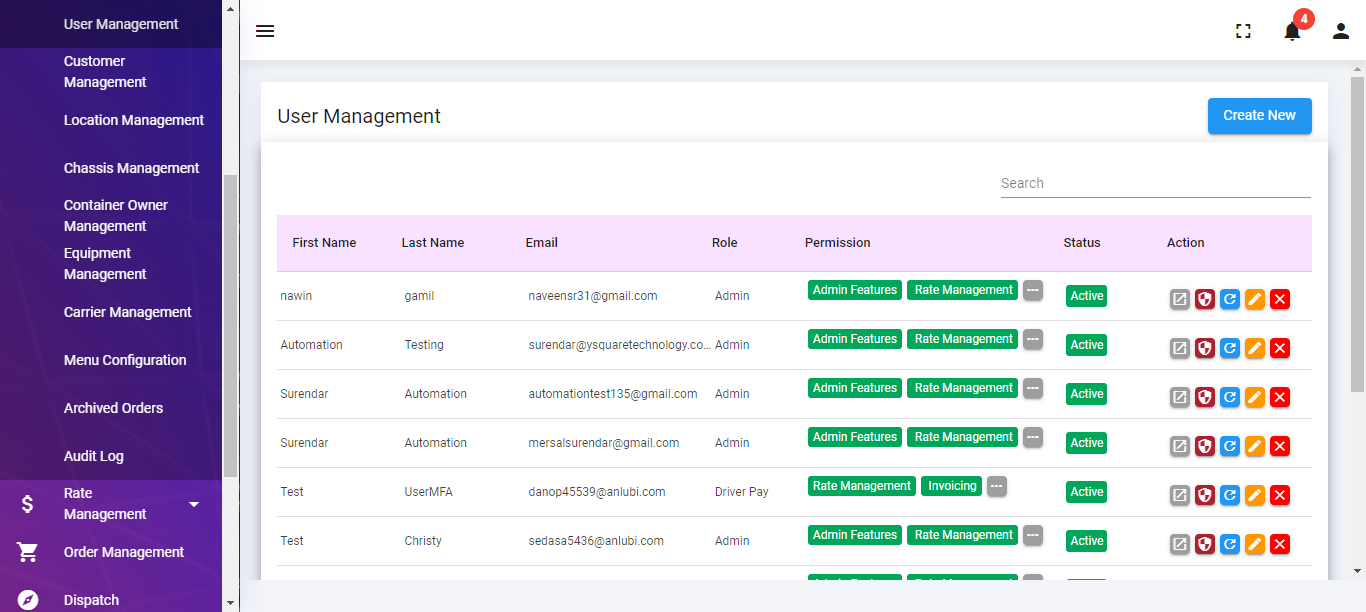 User Management
Customer
Management
Location Management
Chassis Management
Container Owner
Management
Equipment
Management
Carrier Management
Menu Configuration
Archived Orders
Audit Log
Rate
Management
Order Management
Dispatch
4
User Management
Create New
Search
First Name Last Name Email Role Permission Status Action
nawin gamil naveensr31@gmail.com Admin Admin Features Rate Management --- Active
Automation Testing surendar@ysquaretechnology.co... Admin Admin Features Rate Management --- Active
Surendar Automation automationtest135@gmail.com Admin Admin Features Rate Management --- Active
Surendar Automation mersalsurendar@gmail.com Admin Admin Features Rate Management --- Active
Test UserMFA danop45539@anlubi.com Driver Pay Rate Management Invoicing --- Active
Test Christy sedasa5436@anlubi.com Admin Admin Features Rate Management --- Active